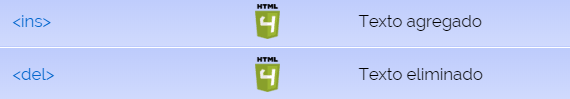 <ins> HTML 4 Texto agregado
<del> HTML 4 Texto eliminado